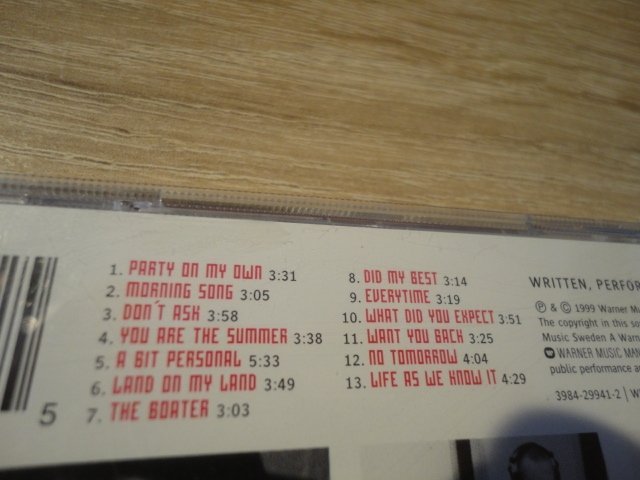 1. PARTY ON MY OWN 3:31
2. MORNING SONG 3:05
3. DON´T ASK 3:58
4. YOU ARE THE SUMMER 3:38
5. A BIT PERSONAL 5:33
6. LAND ON MY LAND 3:49
7. THE BOATER 3:03
8. DID MY BEST 3:14
9. EVERYTIME 3:19
10. WHAT DID YOU EXPECT 3:51
11. WANT YOU BACK 3:25
12. NO TOMORROW 4:04
13. LIFE AS WE KNOW IT 4:29
WRITTEN,
℗ & © 1999 Warner
The copyright in this
Music Sweden A
WARNER MUSIC
public performance
3984-29941-2 |
5